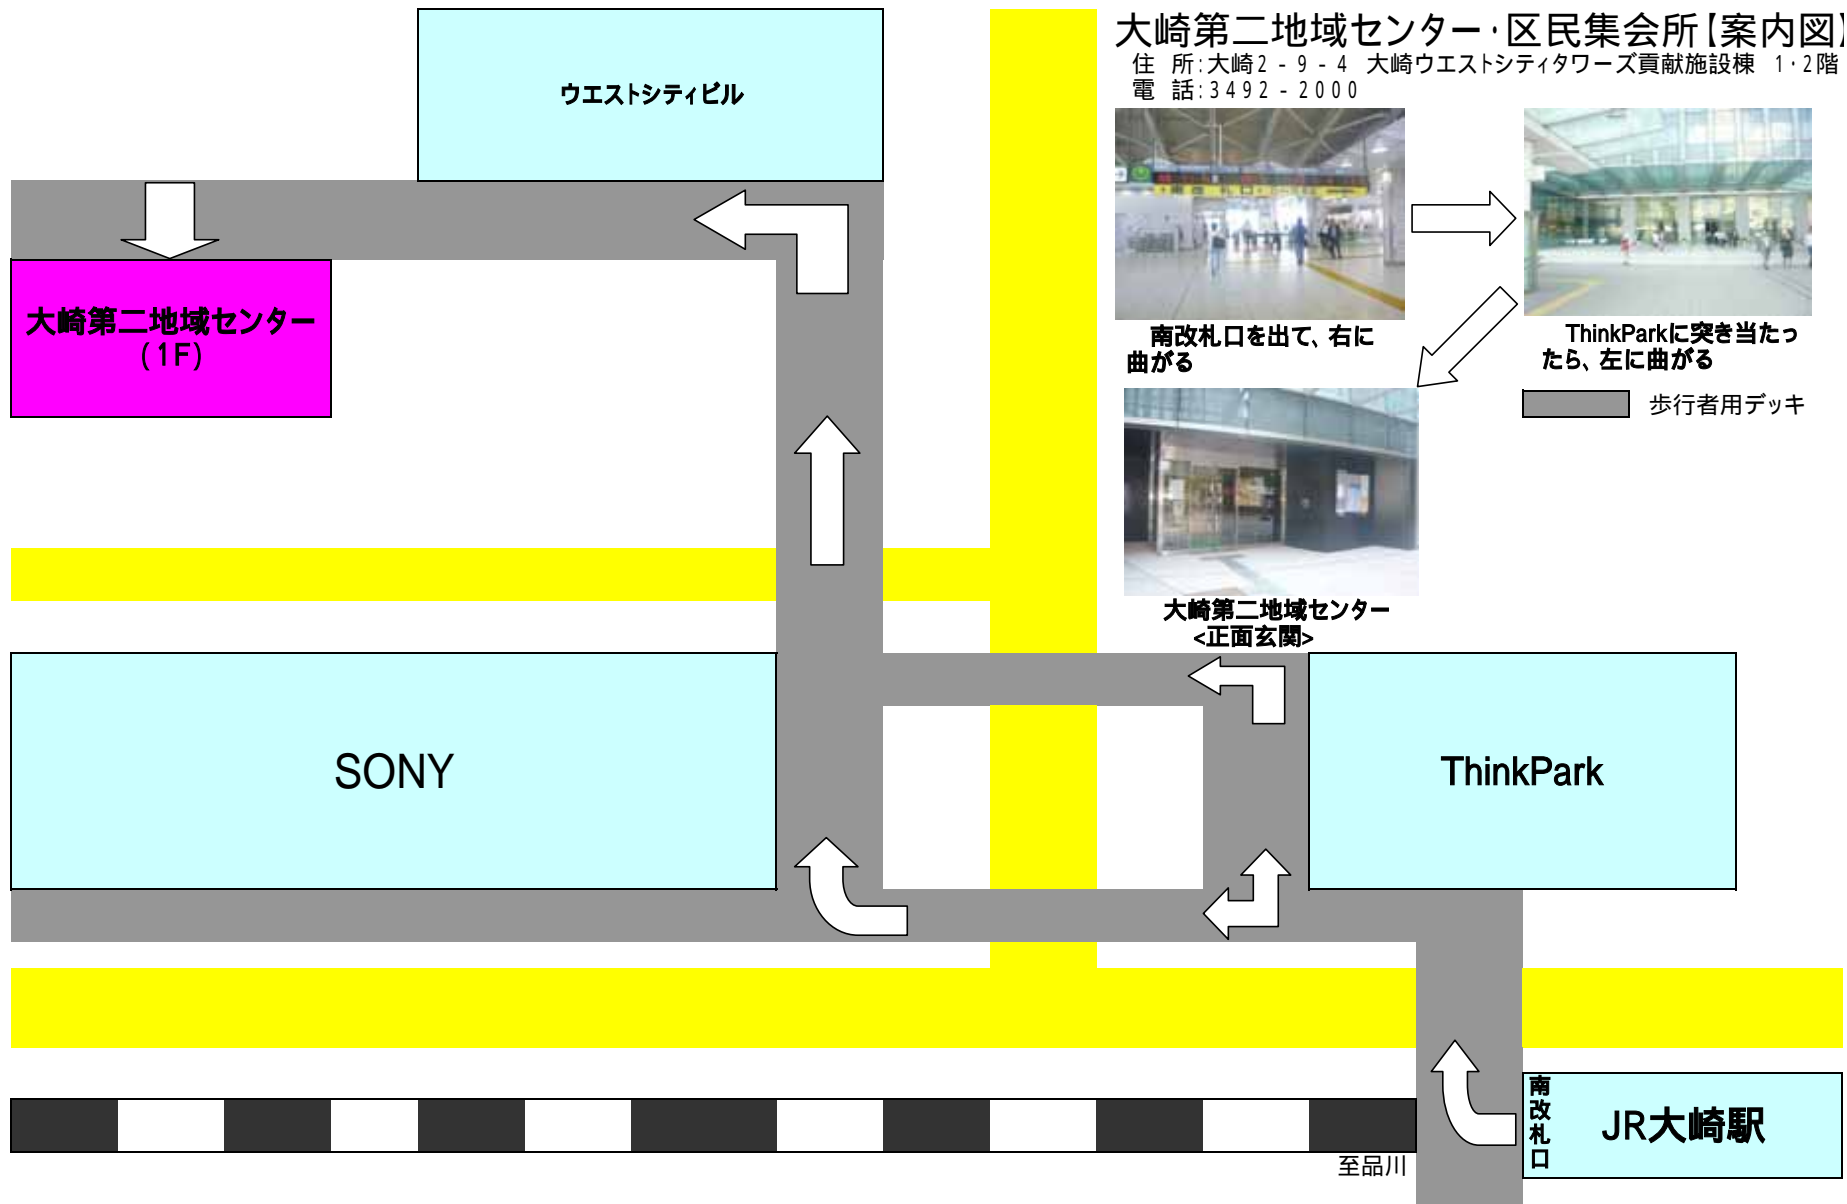 大崎第二地域センター・区民集会所【案内図】
住 所:大崎2-9-4 大崎ウエストシティタワーズ貢献施設棟 1・2階
電 話:3492-2000
ウエストシティビル
大崎第二地域センター
(1F)
南改札口を出て、右に
曲がる
ThinkParkに突き当たっ
たら、左に曲がる
歩行者用デッキ
大崎第二地域センター
<正面玄関>
SONY
ThinkPark
南改札口
JR大崎駅
至品川